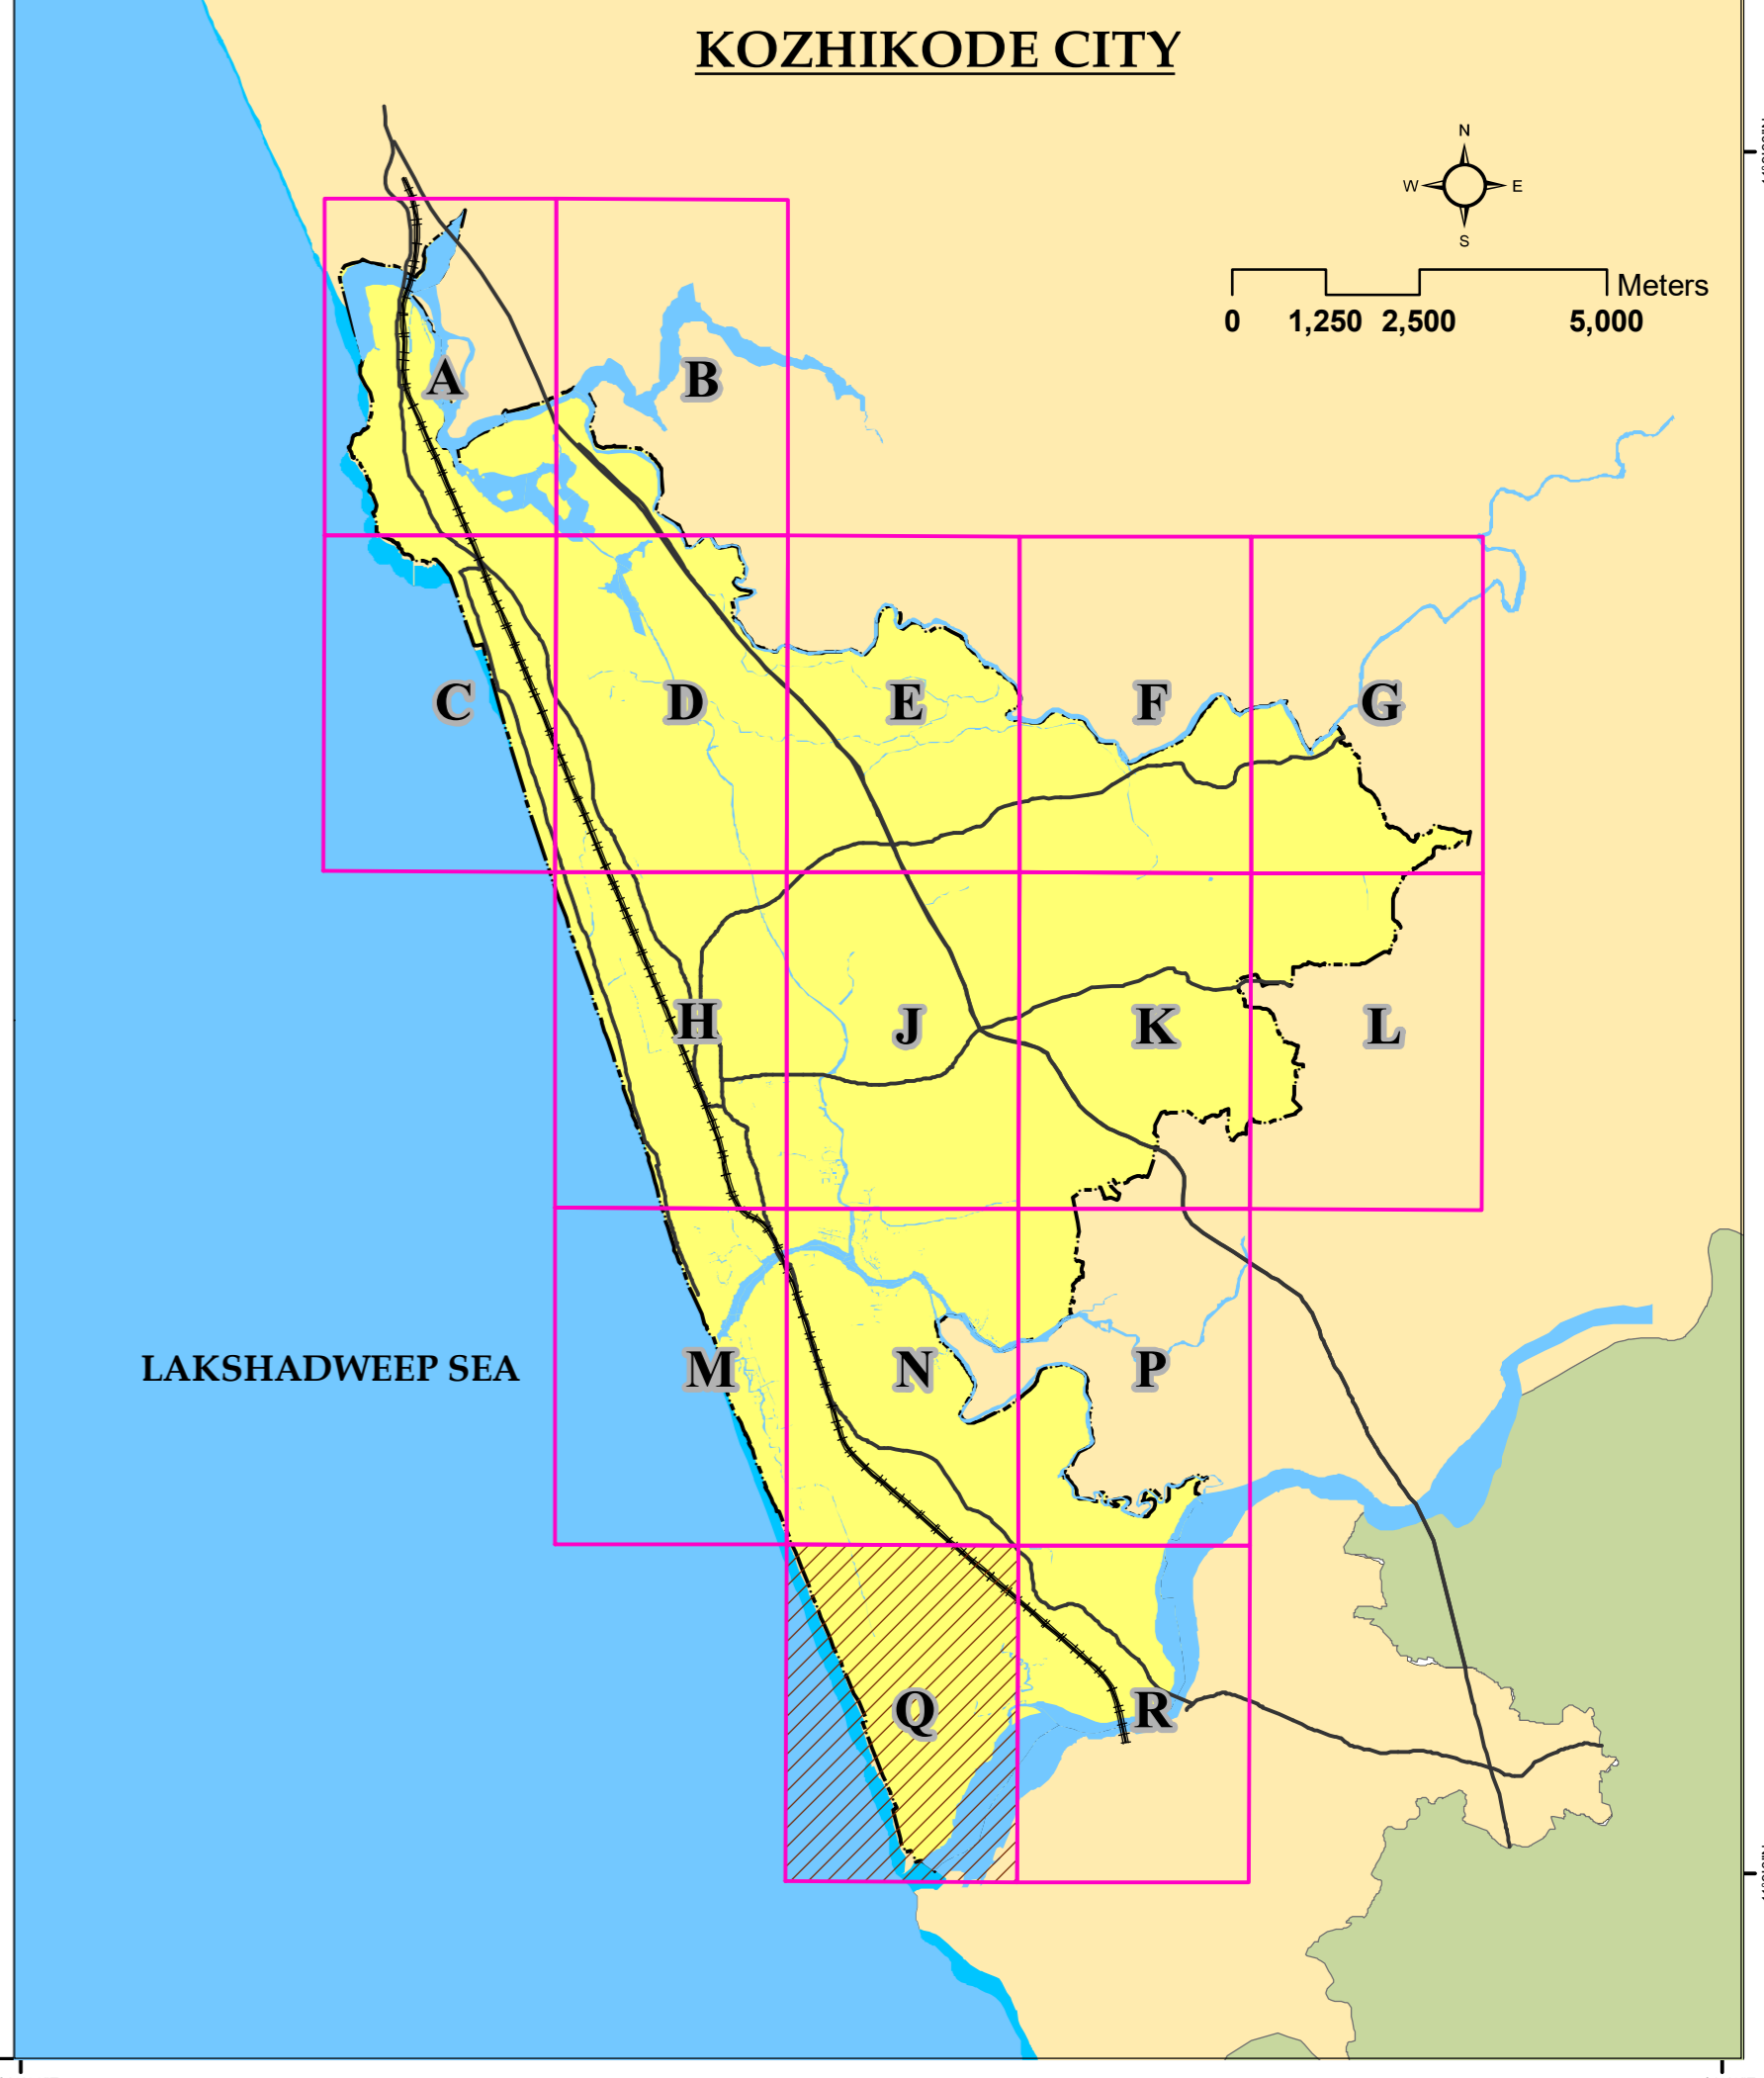 KOZHIKODE CITY
N
W E
S
Meters
0 1,250 2,500 5,000
A
B
C
D
E
F
G
H
J
K
L
LAKSHADWEEP SEA
M
N
P
Q
R